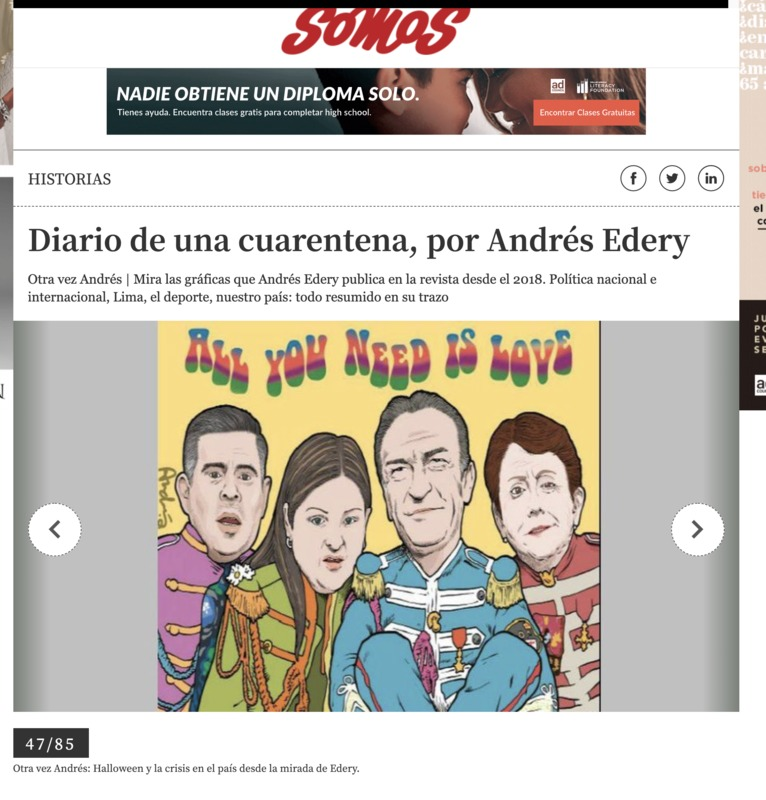 SOMOS
NADIE OBTIENE UN DIPLOMA SOLO.
Tienes ayuda. Encuentra clases gratis para completar high school.
ad
LITERACY
FOUNDATION
Encontrar Clases Gratuitas
HISTORIAS
Diario de una cuarentena, por Andrés Edery
Otra vez Andrés | Mira las gráficas que Andrés Edery publica en la revista desde el 2018. Política nacional e
internacional, Lima, el deporte, nuestro país: todo resumido en su trazo
ALL YOU NEED IS LOVE
Andrés
47/85
Otra vez Andrés: Halloween y la crisis en el país desde la mirada de Edery.
65
sob
tie
el